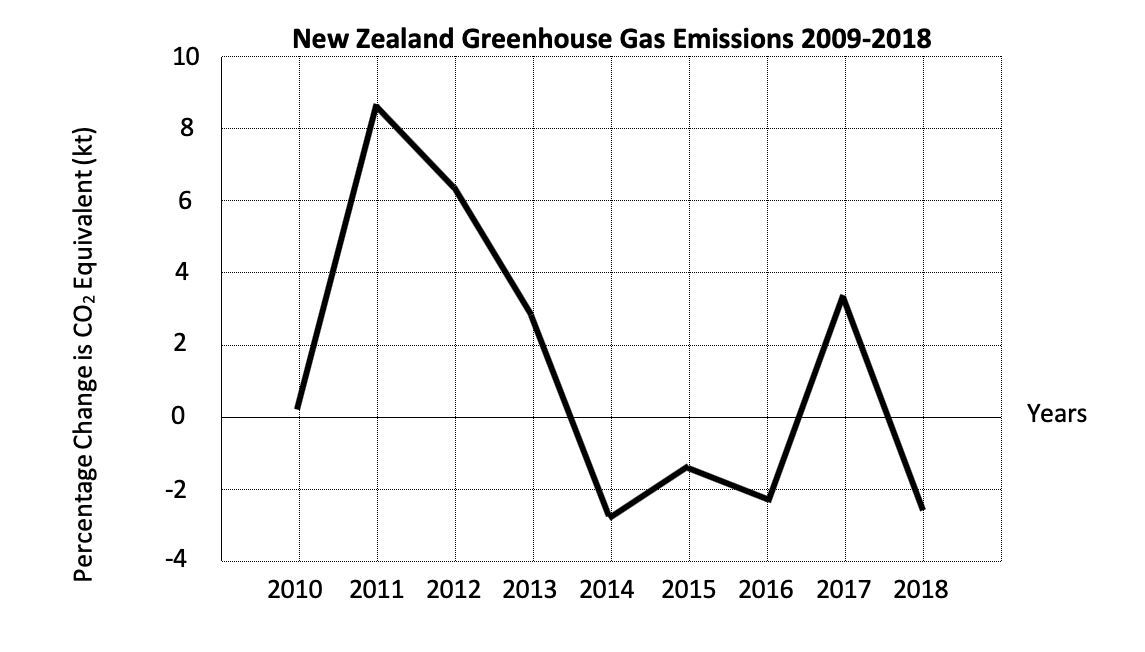 New Zealand Greenhouse Gas Emissions 2009-2018
Percentage Change is CO₂ Equivalent (kt)
10
8
6
4
2
0
-2
-4
Years
2010 2011 2012 2013 2014 2015 2016 2017 2018